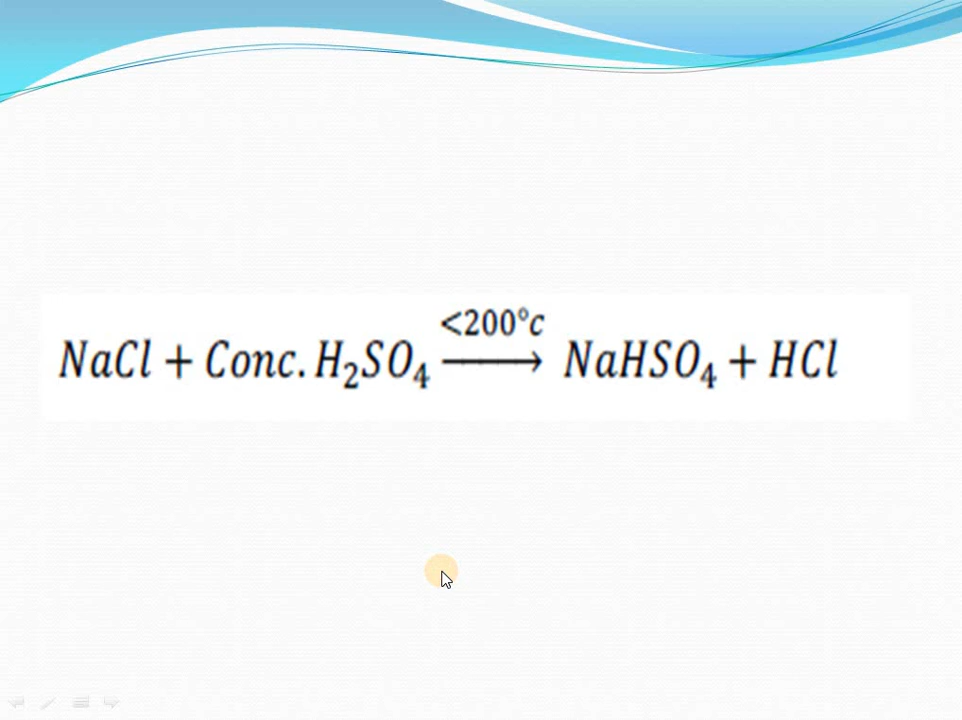 <200°c
NaCl + Conc. H₂SO₄ ⟶ NaHSO₄ + HCl